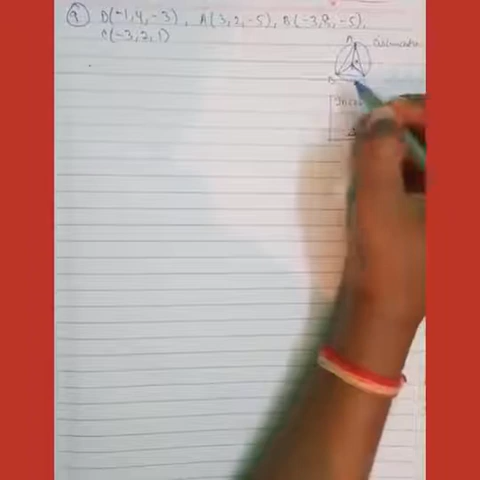 9. D(-1,4,-3), A(3,2,-5), B(-3,8,-5),
C(-3,2,1)
A
B